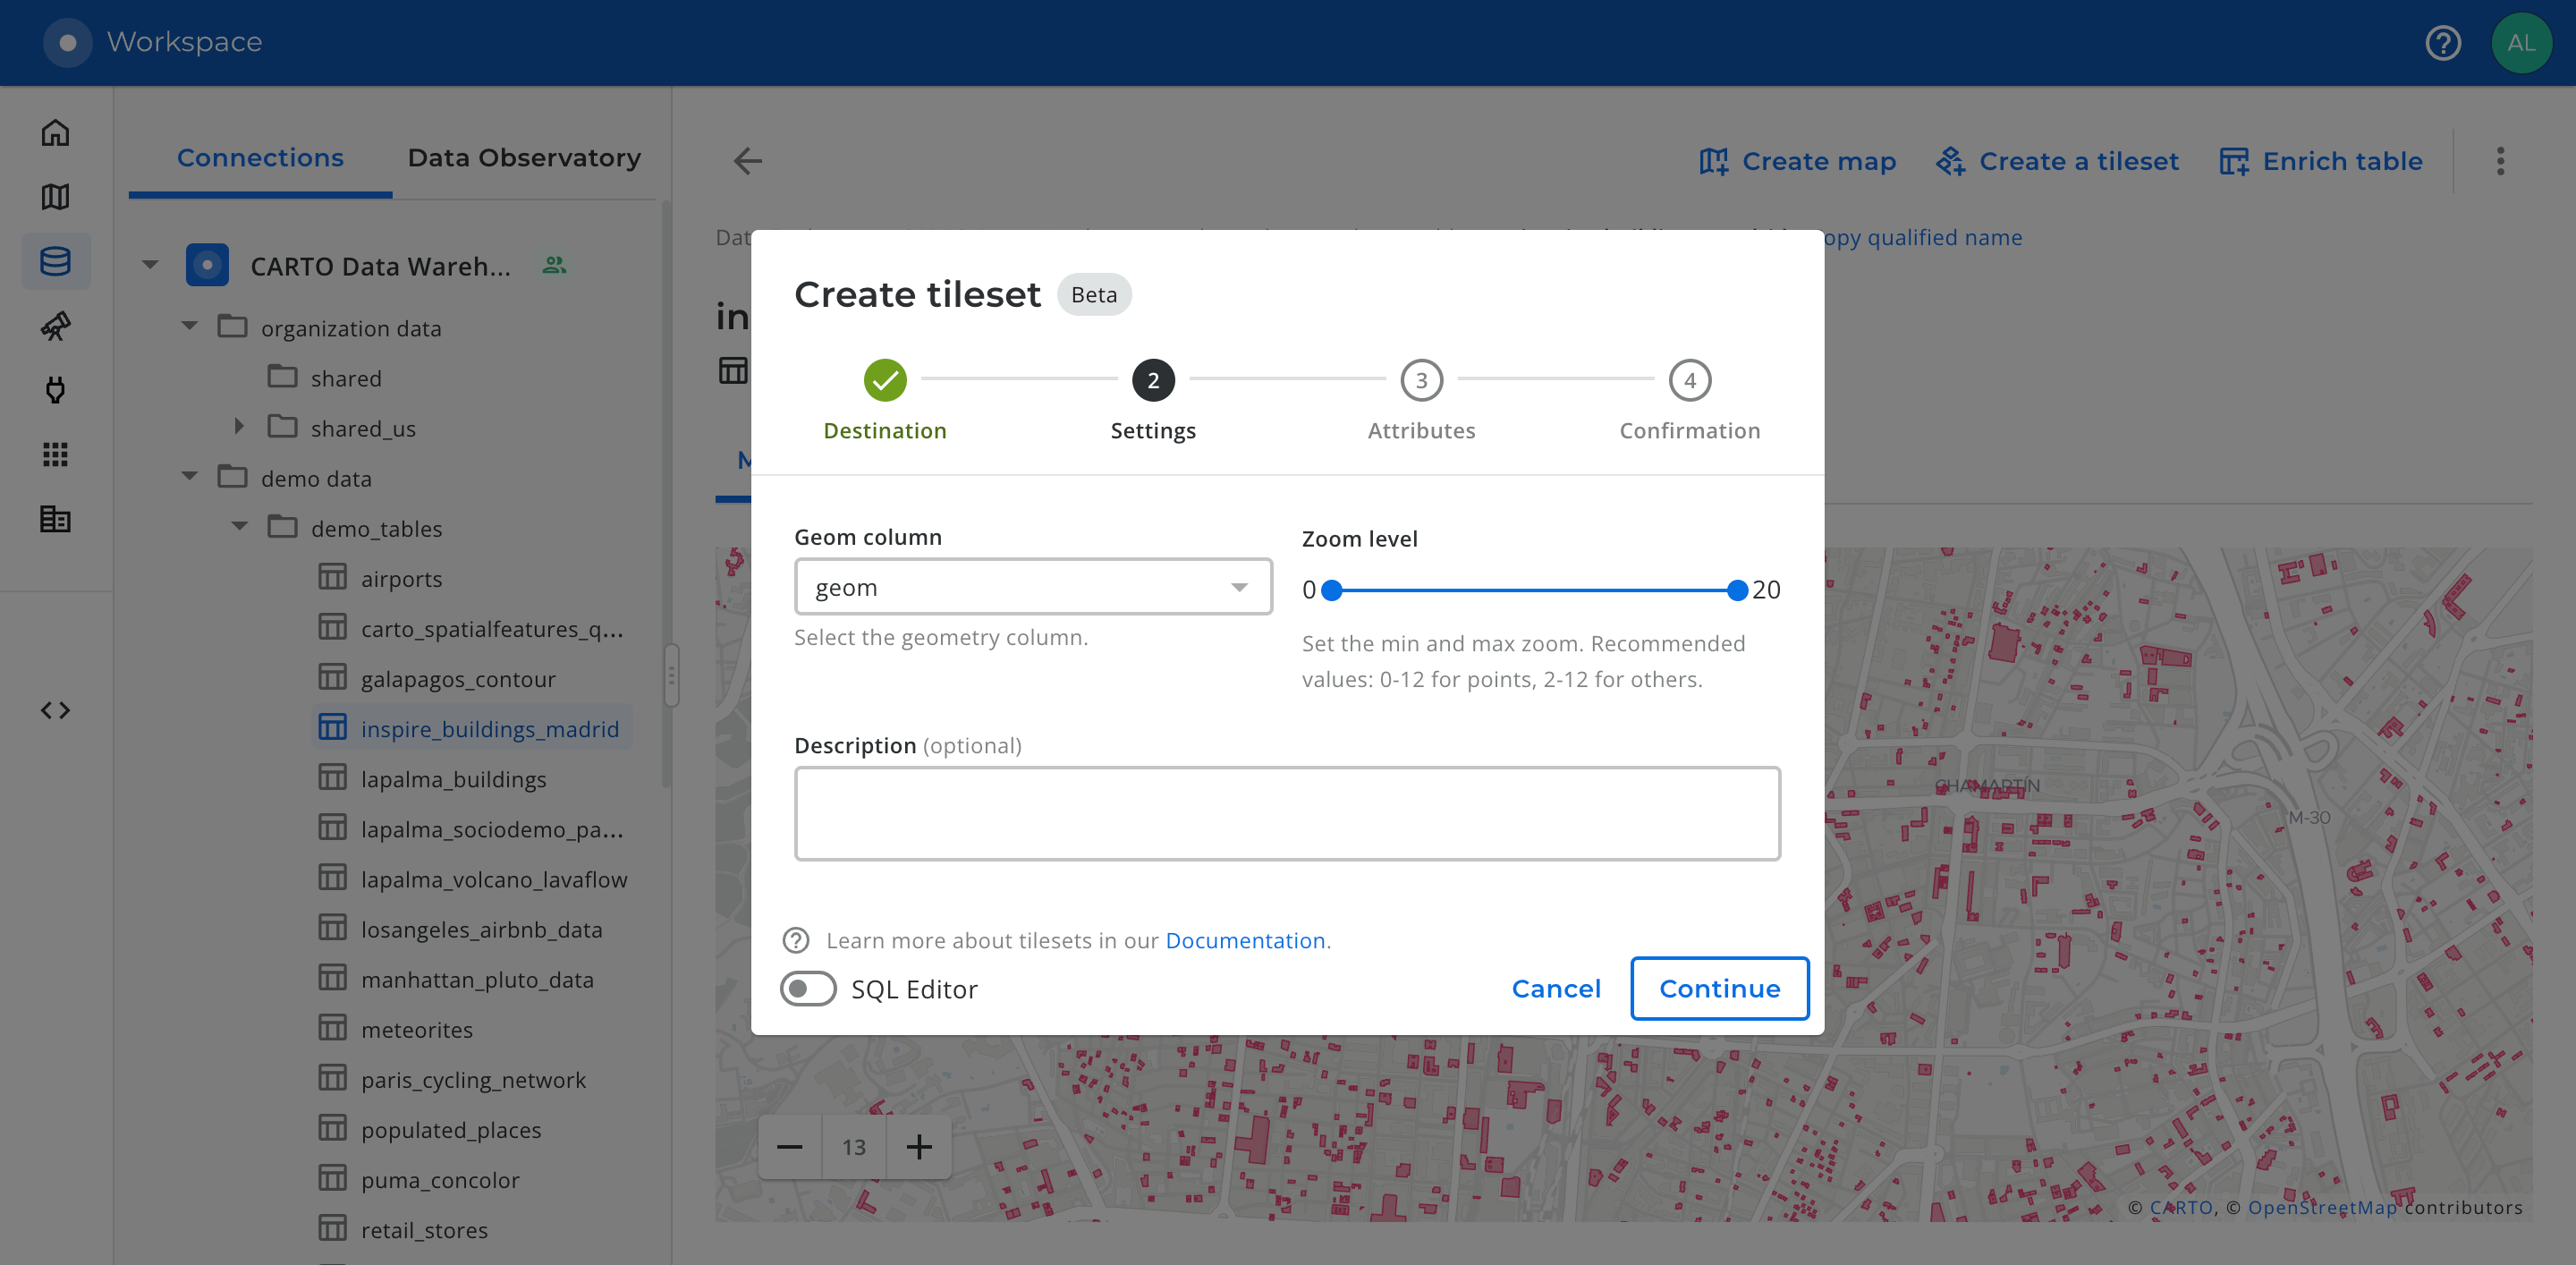 Workspace
AL
Connections
Data Observatory
Create map
Create a tileset
Enrich table
CARTO Data Wareh...
organization data
shared
shared_us
demo data
demo_tables
airports
carto_spatialfeatures_q...
galapagos_contour
inspire_buildings_madrid
lapalma_buildings
lapalma_sociodemo_pa...
lapalma_volcano_lavaflow
losangeles_airbnb_data
manhattan_pluto_data
meteorites
paris_cycling_network
populated_places
puma_concolor
retail_stores
Dat
opy qualified name
in
M
Create tileset
Beta
2
3
4
Destination
Settings
Attributes
Confirmation
Geom column
geom
Select the geometry column.
Zoom level
0
20
Set the min and max zoom. Recommended
values: 0-12 for points, 2-12 for others.
Description (optional)
Learn more about tilesets in our Documentation.
SQL Editor
Cancel
Continue
CHAMARTÍN
M-30
13
© CARTO, © OpenStreetMap contributors